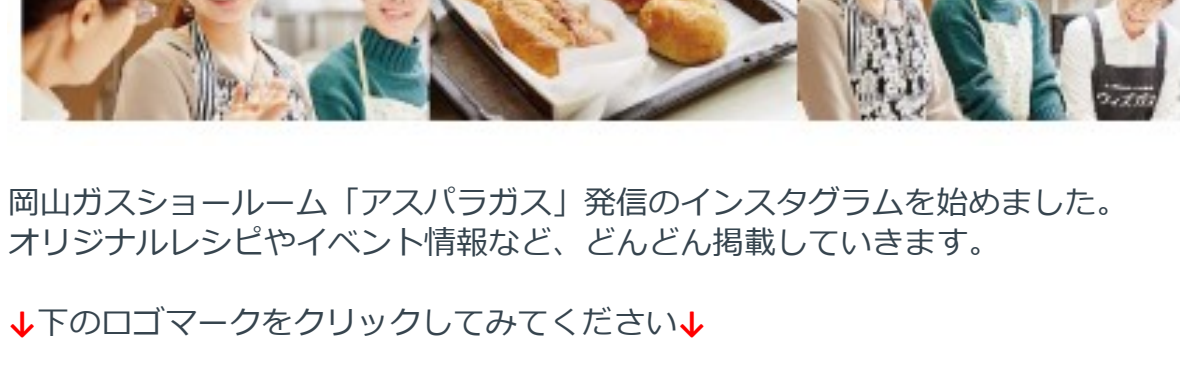 岡山ガスショールーム「アスパラガス」発信のインスタグラムを始めました。
オリジナルレシピやイベント情報など、どんどん掲載していきます。
↓下のロゴマークをクリックしてみてください↓